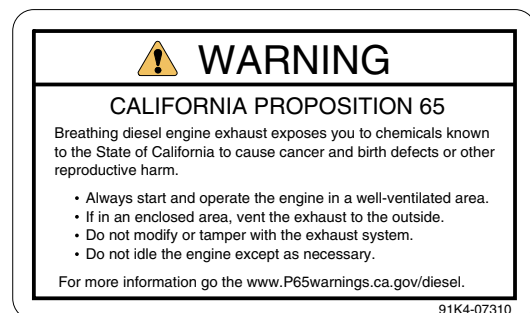 WARNING
CALIFORNIA PROPOSITION 65
Breathing diesel engine exhaust exposes you to chemicals known
to the State of California to cause cancer and birth defects or other
reproductive harm.
• Always start and operate the engine in a well-ventilated area.
• If in an enclosed area, vent the exhaust to the outside.
• Do not modify or tamper with the exhaust system.
• Do not idle the engine except as necessary.
For more information go the www.P65warnings.ca.gov/diesel.
91K4-07310